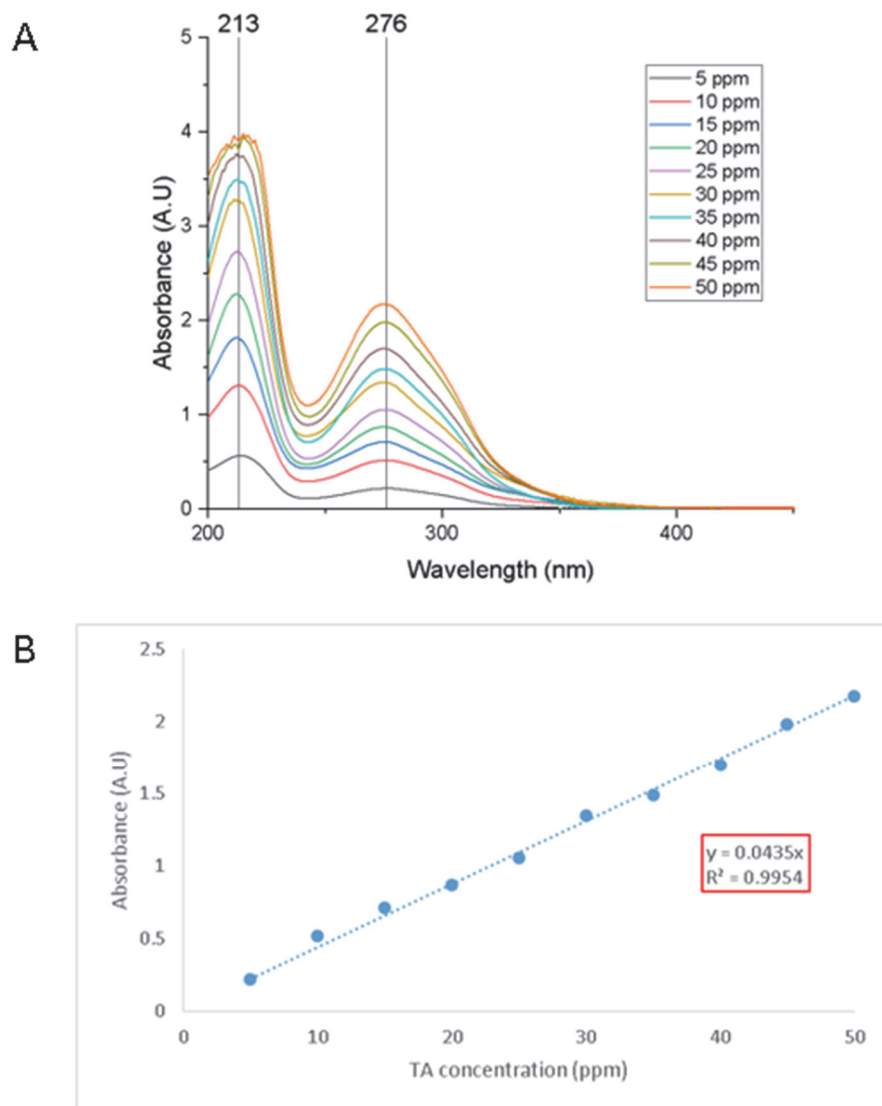 A
213 276
5
4
3
2
1
0
Absorbance (A.U)
200 300 400
Wavelength (nm)
5 ppm
10 ppm
15 ppm
20 ppm
25 ppm
30 ppm
35 ppm
40 ppm
45 ppm
50 ppm
B
2.5
2
1.5
1
0.5
0
Absorbance (A.U)
0 10 20 30 40 50
TA concentration (ppm)
y = 0.0435x
R² = 0.9954